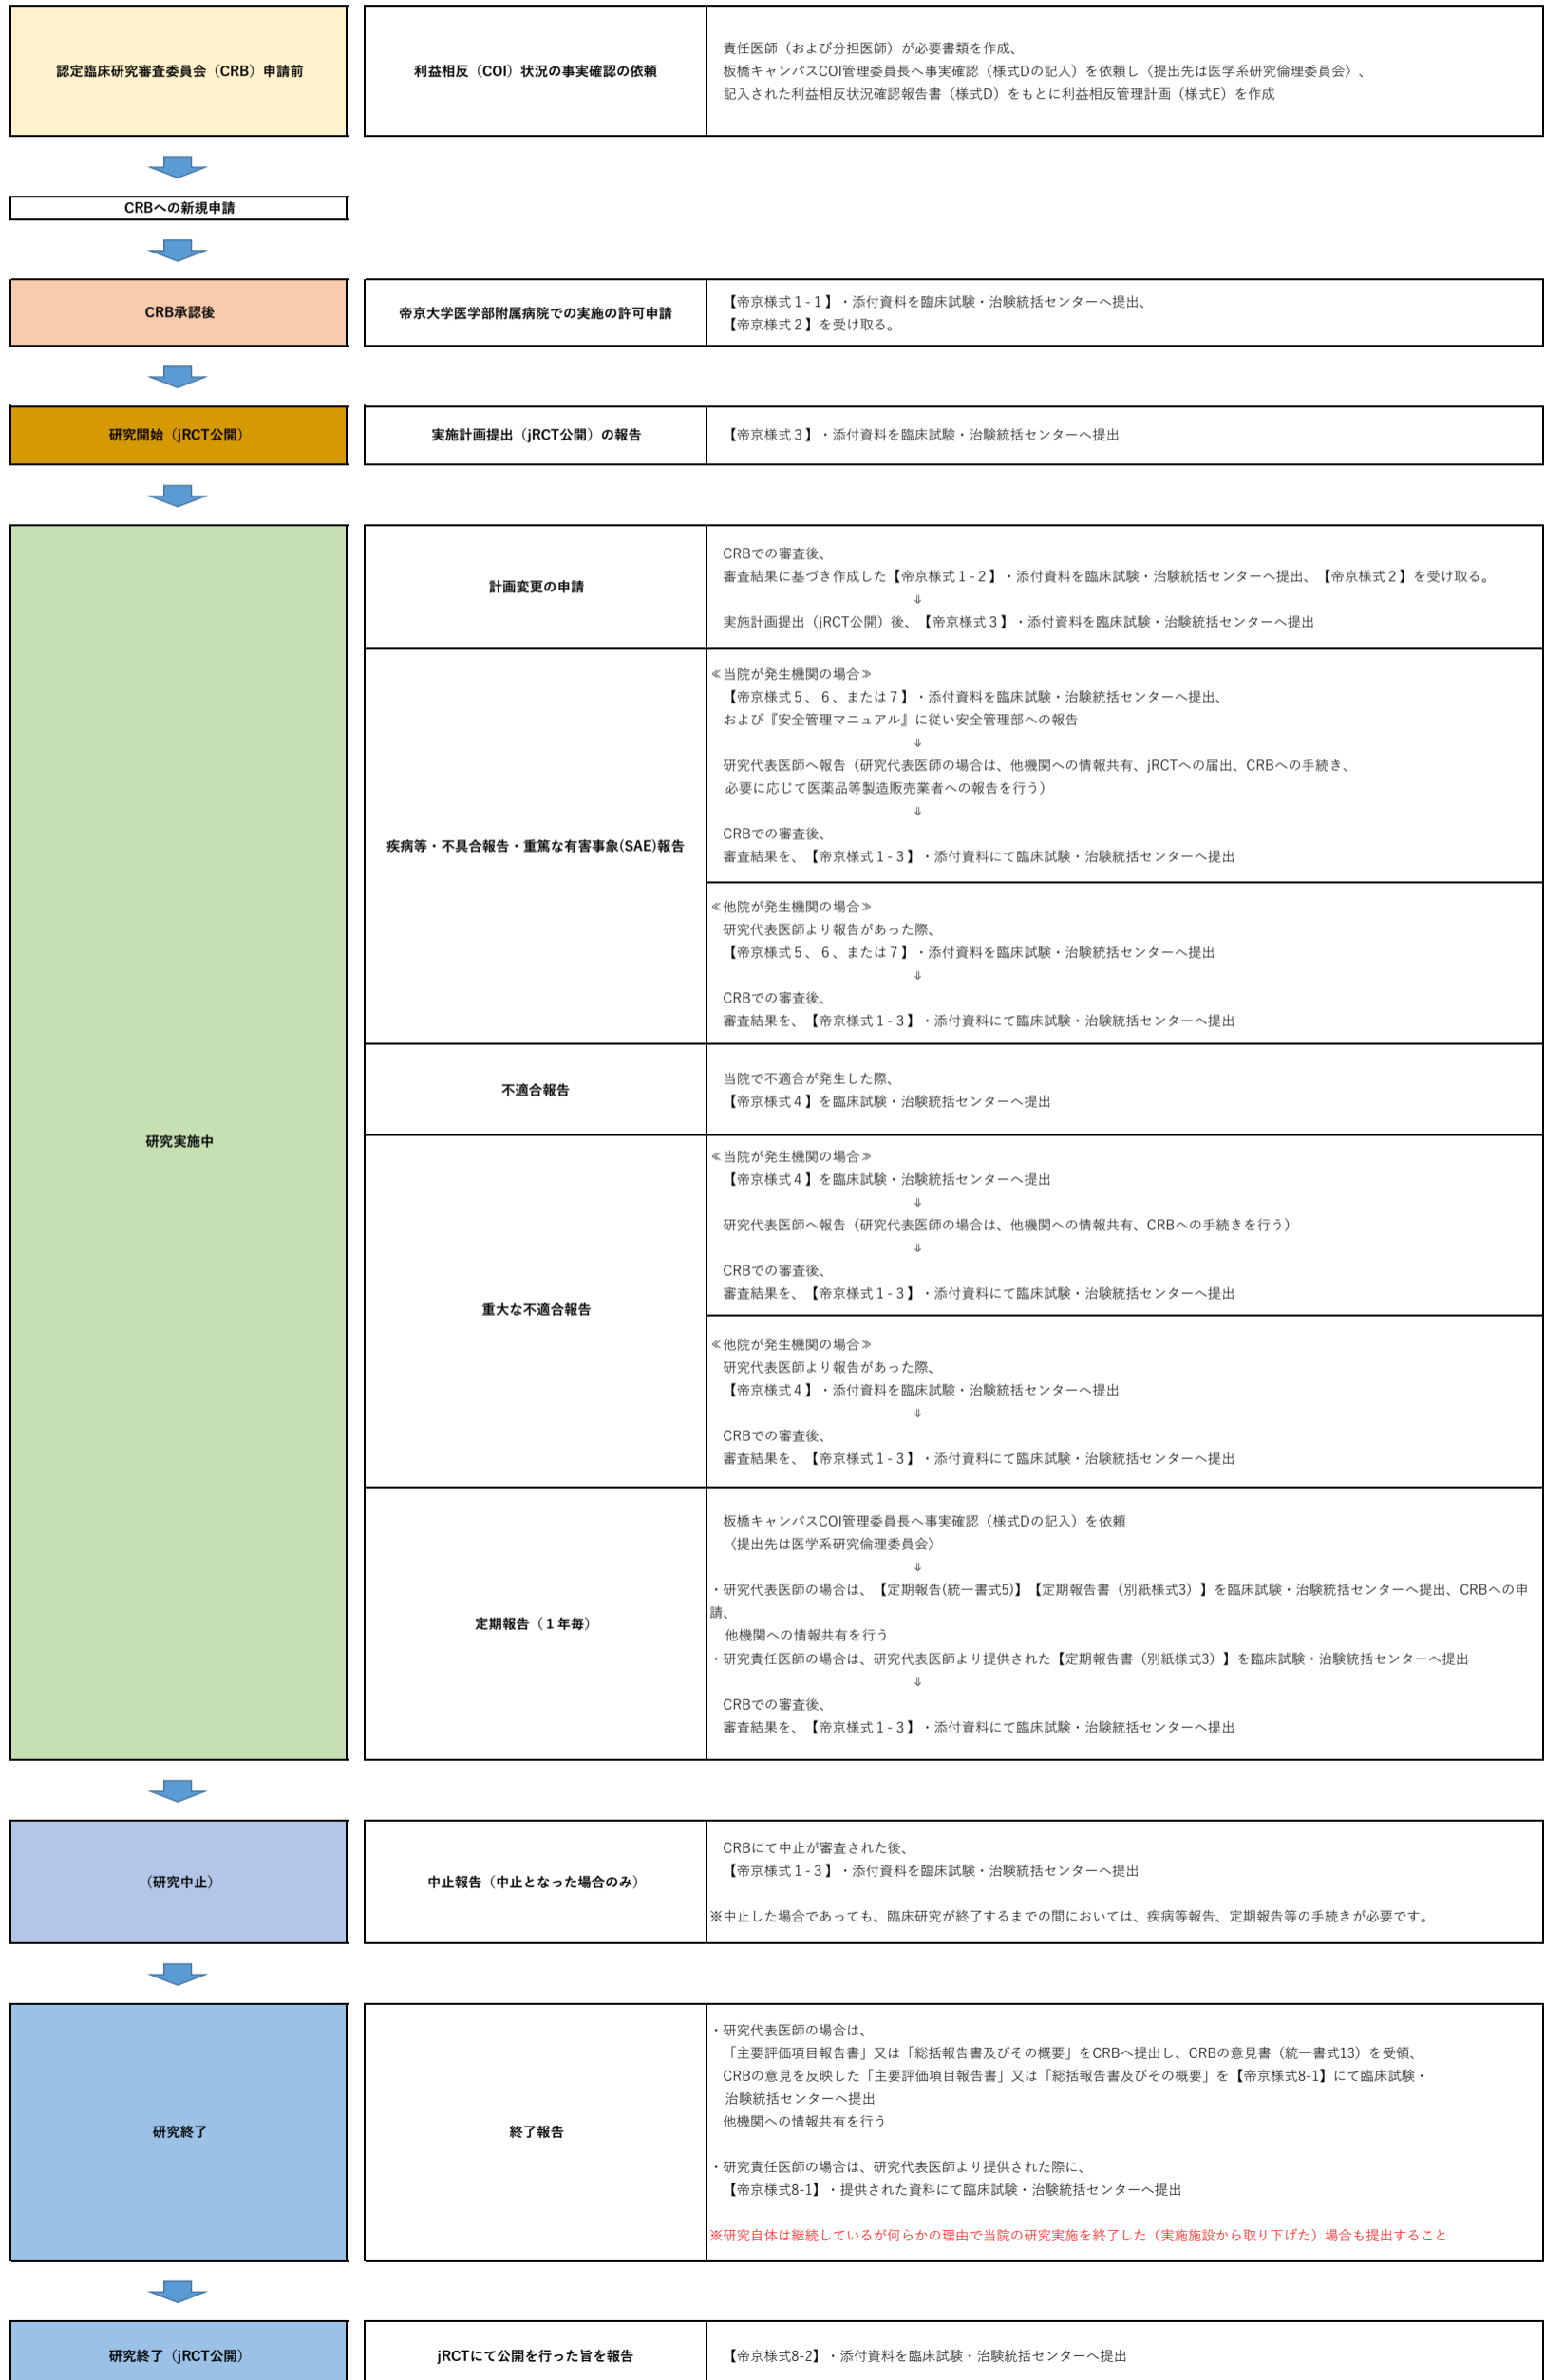 認定臨床研究審査委員会（CRB）申請前
利益相反（COI）状況の事実確認の依頼
責任医師（および分担医師）が必要書類を作成、
板橋キャンパスCOI管理委員長へ事実確認（様式Dの記入）を依頼し〈提出先は医学系研究倫理委員会〉、
記入された利益相反状況確認報告書（様式D）をもとに利益相反管理計画（様式E）を作成
CRBへの新規申請
CRB承認後
帝京大学医学部附属病院での実施の許可申請
【帝京様式１-１】・添付資料を臨床試験・治験統括センターへ提出、
【帝京様式２】を受け取る。
研究開始（jRCT公開）
実施計画提出（jRCT公開）の報告
【帝京様式３】・添付資料を臨床試験・治験統括センターへ提出
研究実施中
計画変更の申請
CRBでの審査後、
審査結果に基づき作成した【帝京様式１-２】・添付資料を臨床試験・治験統括センターへ提出、【帝京様式２】を受け取る。
⇓
実施計画提出（jRCT公開）後、【帝京様式３】・添付資料を臨床試験・治験統括センターへ提出
疾病等・不具合報告・重篤な有害事象(SAE)報告
≪当院が発生機関の場合≫
【帝京様式５、６、または７】・添付資料を臨床試験・治験統括センターへ提出、
および『安全管理マニュアル』に従い安全管理部への報告
⇓
研究代表医師へ報告（研究代表医師の場合は、他機関への情報共有、jRCTへの届出、CRBへの手続き、
必要に応じて医薬品等製造販売業者への報告を行う）
⇓
CRBでの審査後、
審査結果を、【帝京様式１-３】・添付資料にて臨床試験・治験統括センターへ提出
≪他院が発生機関の場合≫
研究代表医師より報告があった際、
【帝京様式５、６、または７】・添付資料を臨床試験・治験統括センターへ提出
⇓
CRBでの審査後、
審査結果を、【帝京様式１-３】・添付資料にて臨床試験・治験統括センターへ提出
不適合報告
当院で不適合が発生した際、
【帝京様式４】を臨床試験・治験統括センターへ提出
重大な不適合報告
≪当院が発生機関の場合≫
【帝京様式４】を臨床試験・治験統括センターへ提出
⇓
研究代表医師へ報告（研究代表医師の場合は、他機関への情報共有、CRBへの手続きを行う）
⇓
CRBでの審査後、
審査結果を、【帝京様式１-３】・添付資料にて臨床試験・治験統括センターへ提出
≪他院が発生機関の場合≫
研究代表医師より報告があった際、
【帝京様式４】・添付資料を臨床試験・治験統括センターへ提出
⇓
CRBでの審査後、
審査結果を、【帝京様式１-３】・添付資料にて臨床試験・治験統括センターへ提出
定期報告（１年毎）
板橋キャンパスCOI管理委員長へ事実確認（様式Dの記入）を依頼
〈提出先は医学系研究倫理委員会〉
⇓
・研究代表医師の場合は、【定期報告(統一書式5)】【定期報告書（別紙様式3）】を臨床試験・治験統括センターへ提出、CRBへの申
請、
他機関への情報共有を行う
・研究責任医師の場合は、研究代表医師より提供された【定期報告書（別紙様式3）】を臨床試験・治験統括センターへ提出
⇓
CRBでの審査後、
審査結果を、【帝京様式１-３】・添付資料にて臨床試験・治験統括センターへ提出
（研究中止）
中止報告（中止となった場合のみ）
CRBにて中止が審査された後、
【帝京様式１-３】・添付資料を臨床試験・治験統括センターへ提出
※中止した場合であっても、臨床研究が終了するまでの間においては、疾病等報告、定期報告等の手続きが必要です。
研究終了
終了報告
・研究代表医師の場合は、
「主要評価項目報告書」又は「総括報告書及びその概要」をCRBへ提出し、CRBの意見書（統一書式13）を受領、
CRBの意見を反映した「主要評価項目報告書」又は「総括報告書及びその概要」を【帝京様式8-1】にて臨床試験・
治験統括センターへ提出
他機関への情報共有を行う
・研究責任医師の場合は、研究代表医師より提供された際に、
【帝京様式8-1】・提供された資料にて臨床試験・治験統括センターへ提出
※研究自体は継続しているが何らかの理由で当院の研究実施を終了した（実施施設から取り下げた）場合も提出すること
研究終了（jRCT公開）
jRCTにて公開を行った旨を報告
【帝京様式8-2】・添付資料を臨床試験・治験統括センターへ提出